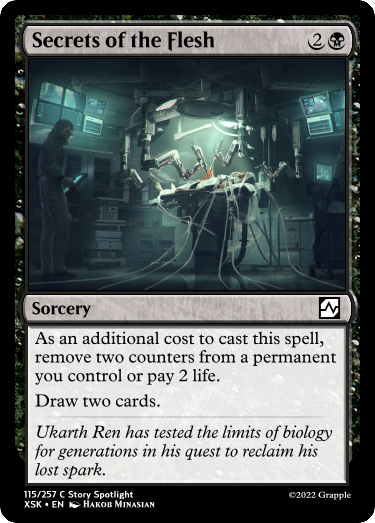 Secrets of the Flesh 2
Sorcery
As an additional cost to cast this spell,
remove two counters from a permanent
you control or pay 2 life.
Draw two cards.
Ukarth Ren has tested the limits of biology
for generations in his quest to reclaim his
lost spark.
115/257 C Story Spotlight
XSK • EN Hakob Minasian
©2022 Grapple